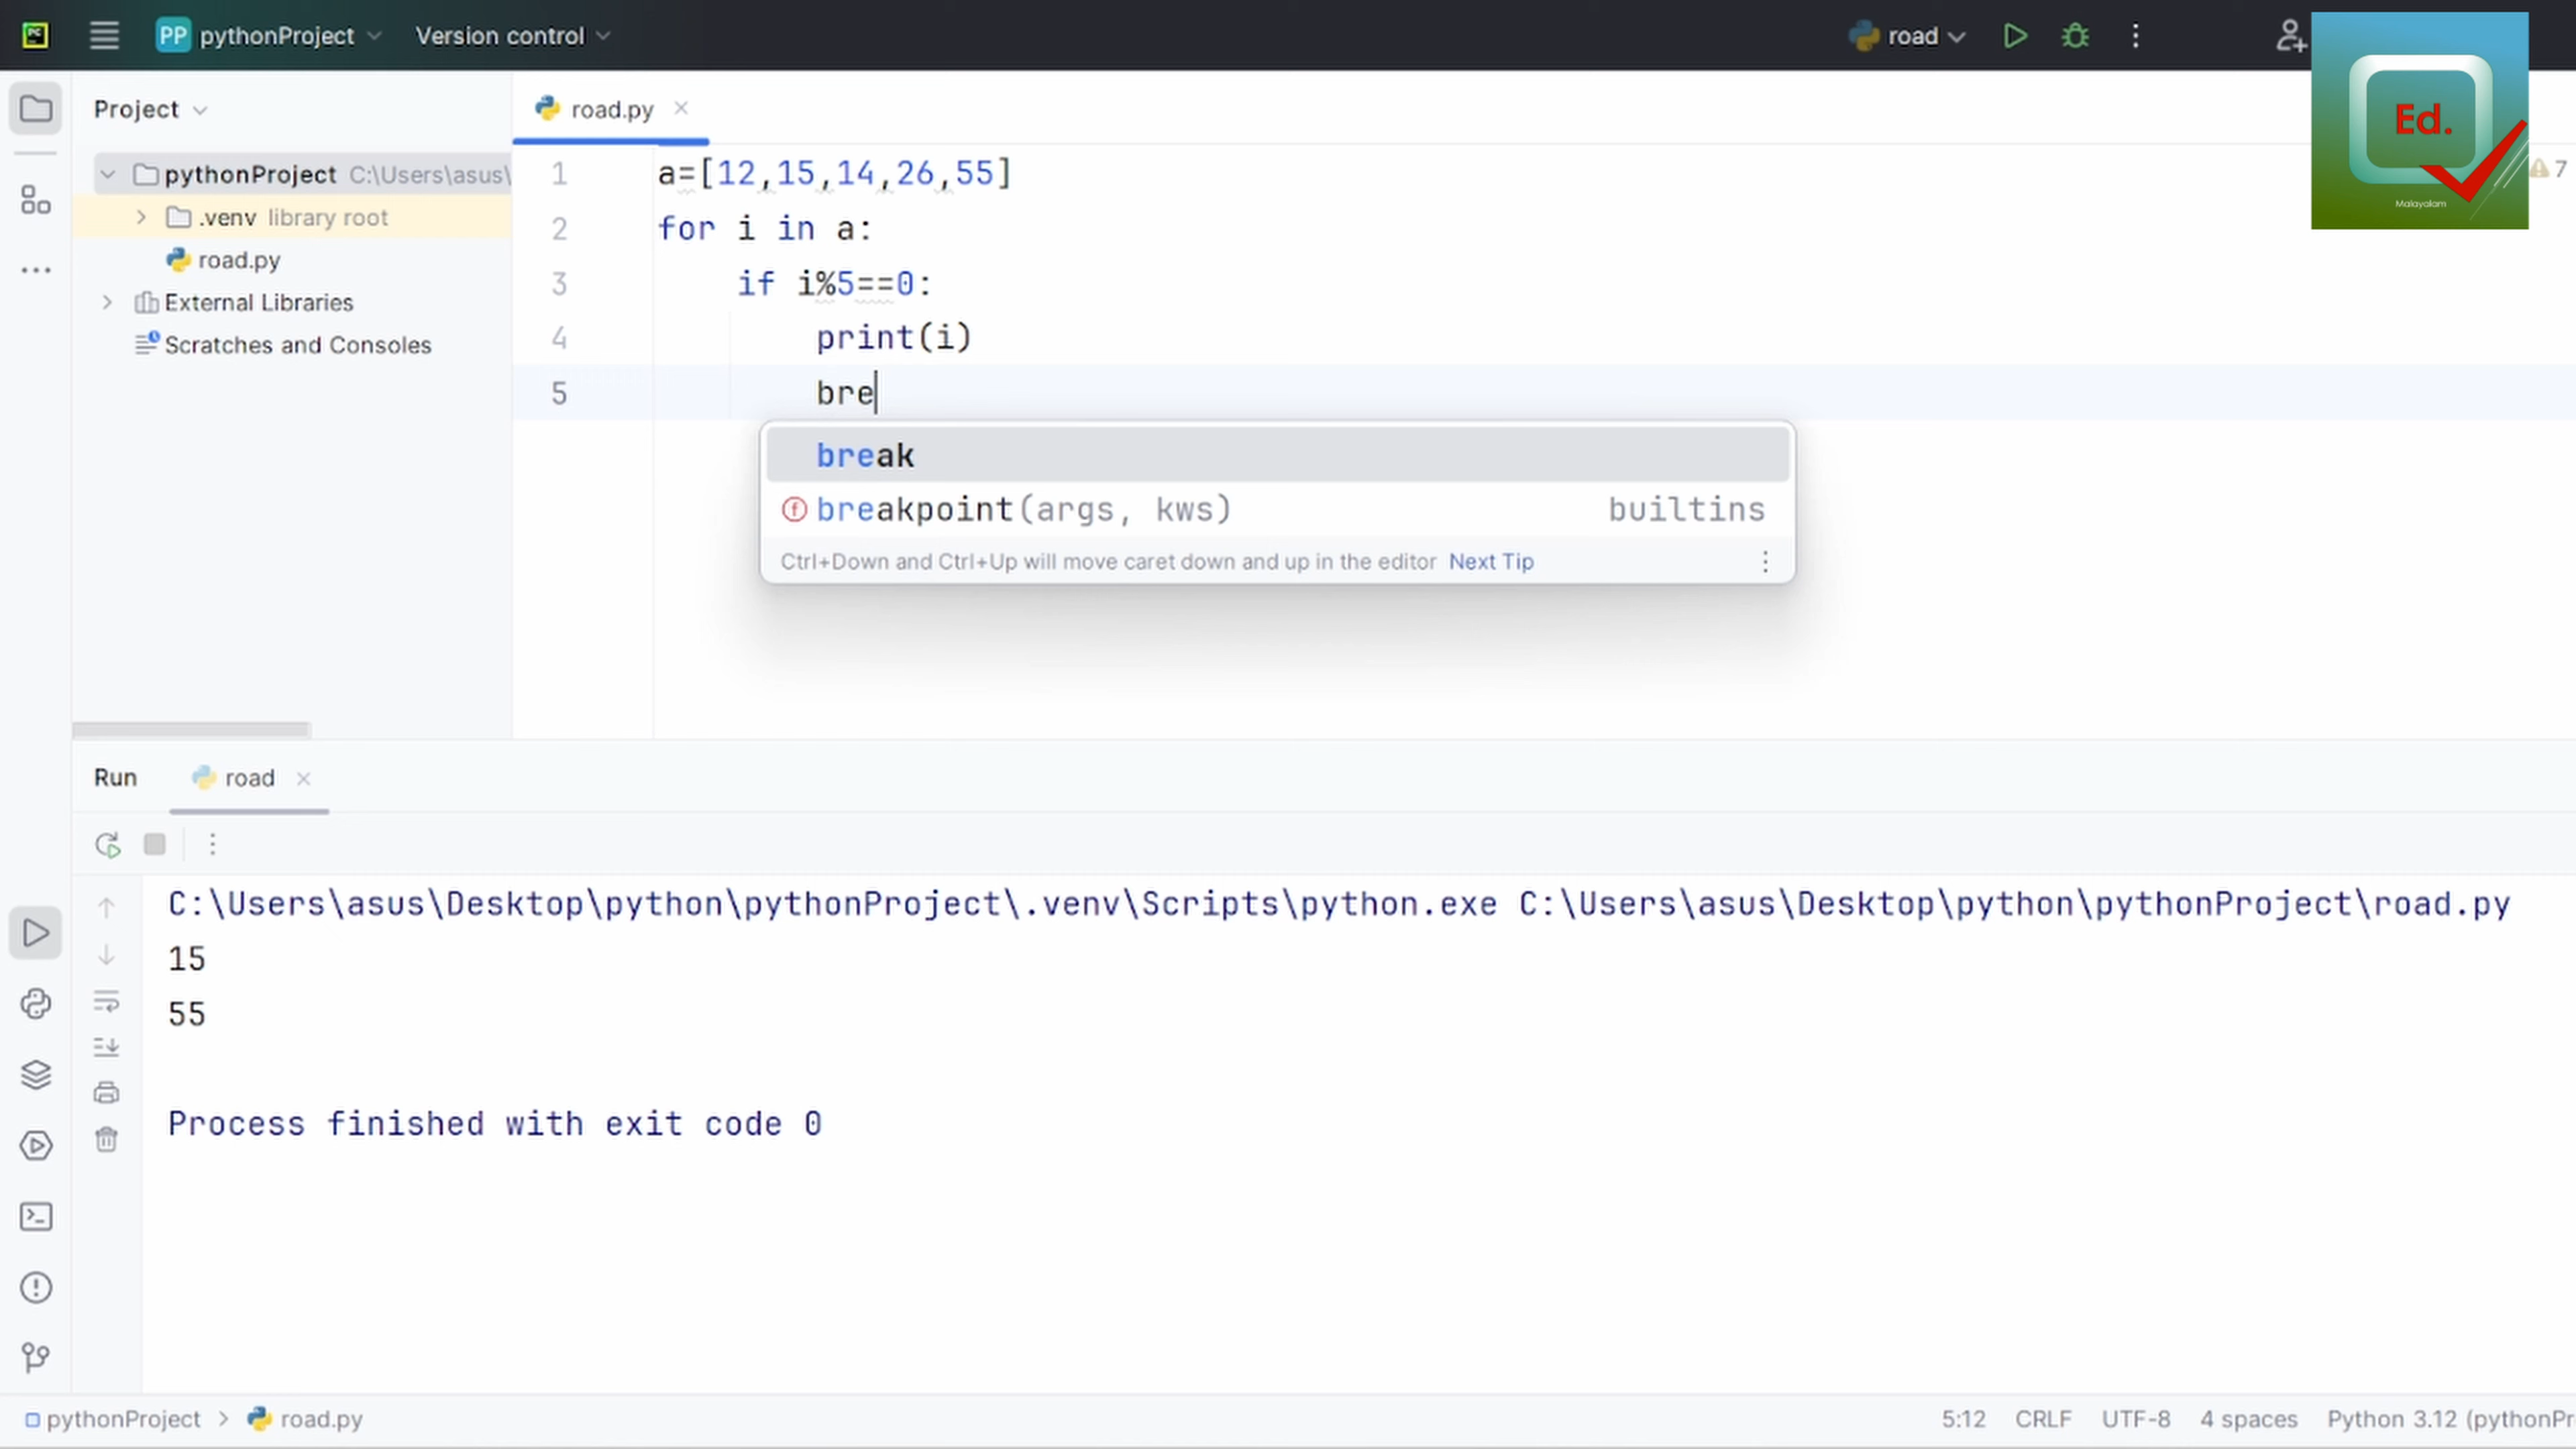 PC
PP pythonProject
Version control
road
Project
road.py
Ed.
Malayalam
7
pythonProject C:\Users\asus\
.venv library root
road.py
External Libraries
Scratches and Consoles
1 a=[12,15,14,26,55]
2 for i in a:
3 if i%5==0:
4 print(i)
5 bre
break
breakpoint(args, kws) builtins
Ctrl+Down and Ctrl+Up will move caret down and up in the editor Next Tip
Run road
C:\Users\asus\Desktop\python\pythonProject\.venv\Scripts\python.exe C:\Users\asus\Desktop\python\pythonProject\road.py
15
55
Process finished with exit code 0
pythonProject > road.py
5:12 CRLF UTF-8 4 spaces Python 3.12 (pythonPr